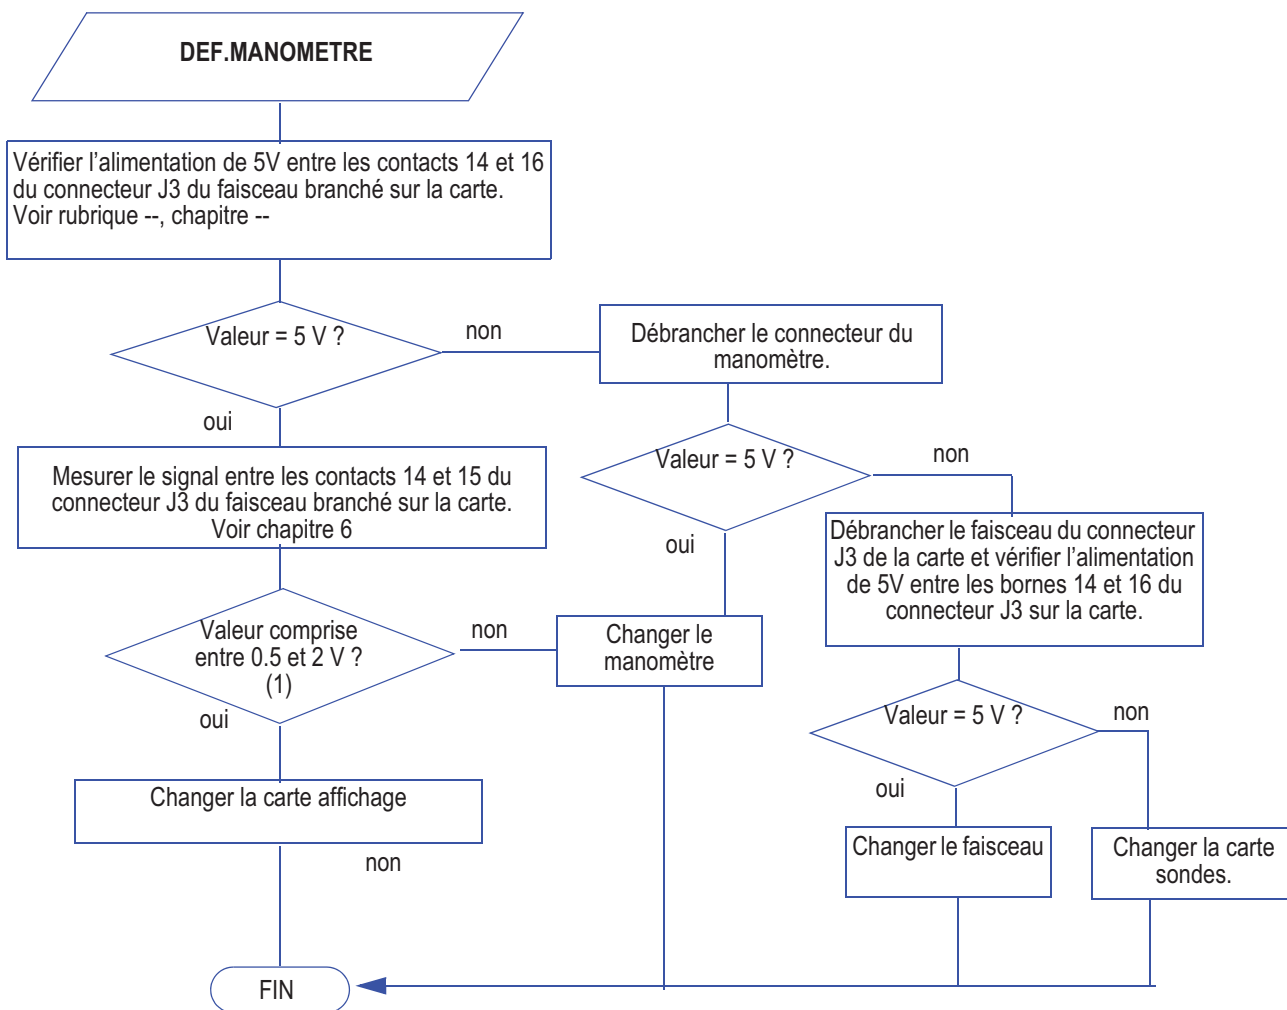 DEF.MANOMETRE
Vérifier l’alimentation de 5V entre les contacts 14 et 16
du connecteur J3 du faisceau branché sur la carte.
Voir rubrique --, chapitre --
Valeur = 5 V ?
non
oui
Débrancher le connecteur du
manomètre.
Mesurer le signal entre les contacts 14 et 15 du
connecteur J3 du faisceau branché sur la carte.
Voir chapitre 6
Valeur = 5 V ?
non
oui
Débrancher le faisceau du connecteur
J3 de la carte et vérifier l’alimentation
de 5V entre les bornes 14 et 16 du
connecteur J3 sur la carte.
Valeur comprise
entre 0.5 et 2 V ?
(1)
non
oui
Changer le
manomètre
Valeur = 5 V ?
non
oui
Changer la carte affichage
non
Changer le faisceau
Changer la carte
sondes.
FIN